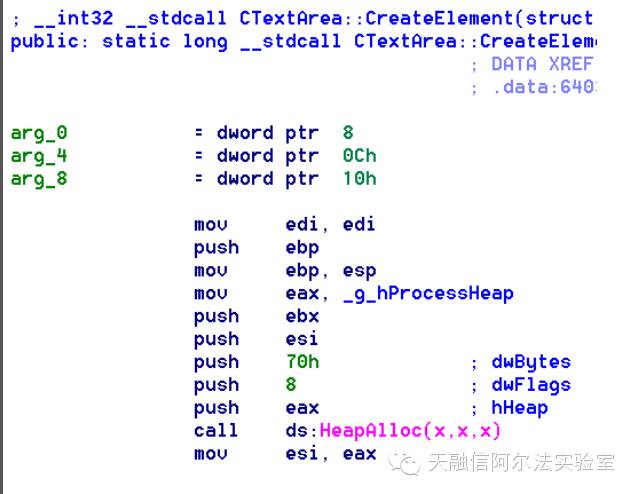 ; __int32 __stdcall CTextArea::CreateElement(struct
public: static long __stdcall CTextArea::CreateElem
; DATA XREF
; .data:640
arg_0 = dword ptr 8
arg_4 = dword ptr 0Ch
arg_8 = dword ptr 10h
mov edi, edi
push ebp
mov ebp, esp
mov eax, _g_hProcessHeap
push ebx
push esi
push 70h ; dwBytes
push 8 ; dwFlags
push eax ; hHeap
call ds:HeapAlloc(x,x,x)
mov esi, eax
天融信阿尔法实验室